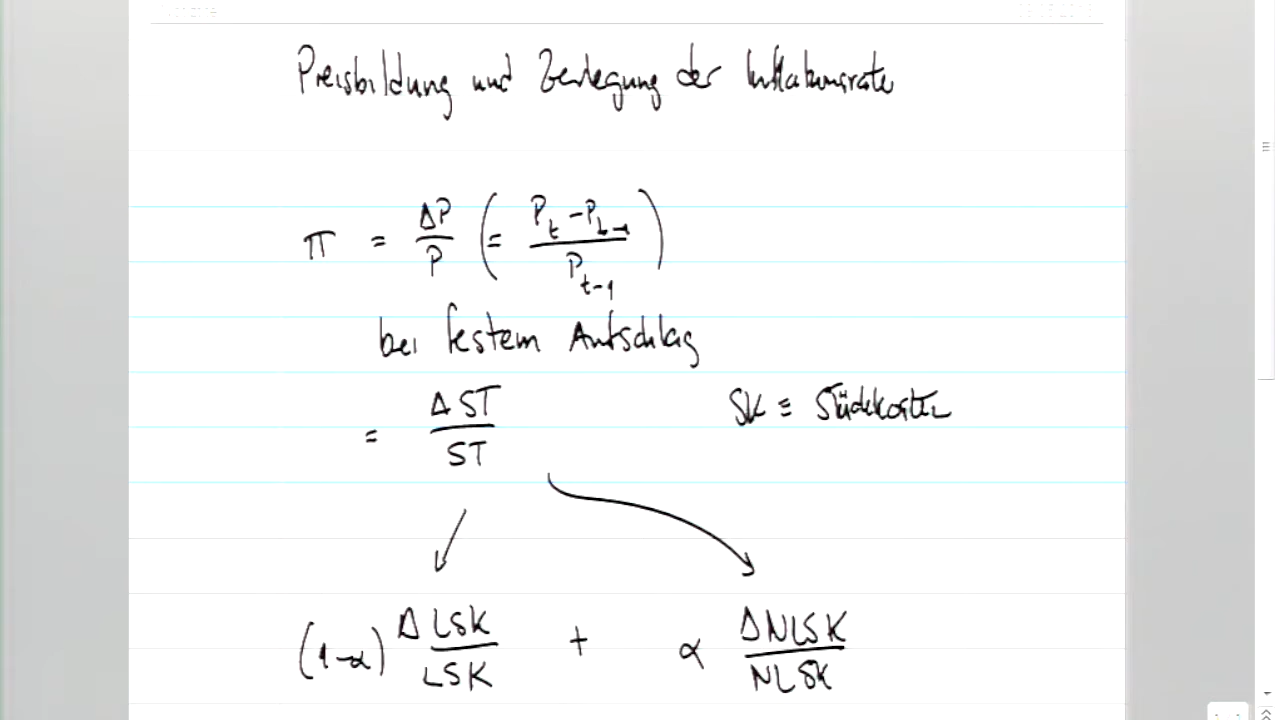 Preisbildung und Zerlegung der Inflationsrate
π = ΔP/P (= (P_t - P_t-1)/P_t-1)
bei festem Aufschlag
= ΔST/ST SK ≡ Stückkosten
(1-α) ΔLSK/LSK + α ΔNLSK/NLSK